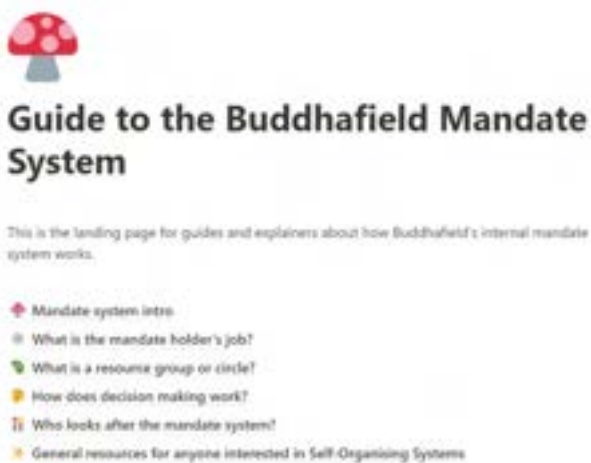 Guide to the Buddhafield Mandate
System
This is the landing page for guides and explainers about how Buddhafield's internal mandate
system works.
Mandate system intro
What is the mandate holder's job?
What is a resource group or circle?
How does decision making work?
Who looks after the mandate system?
General resources for anyone interested in Self-Organising Systems